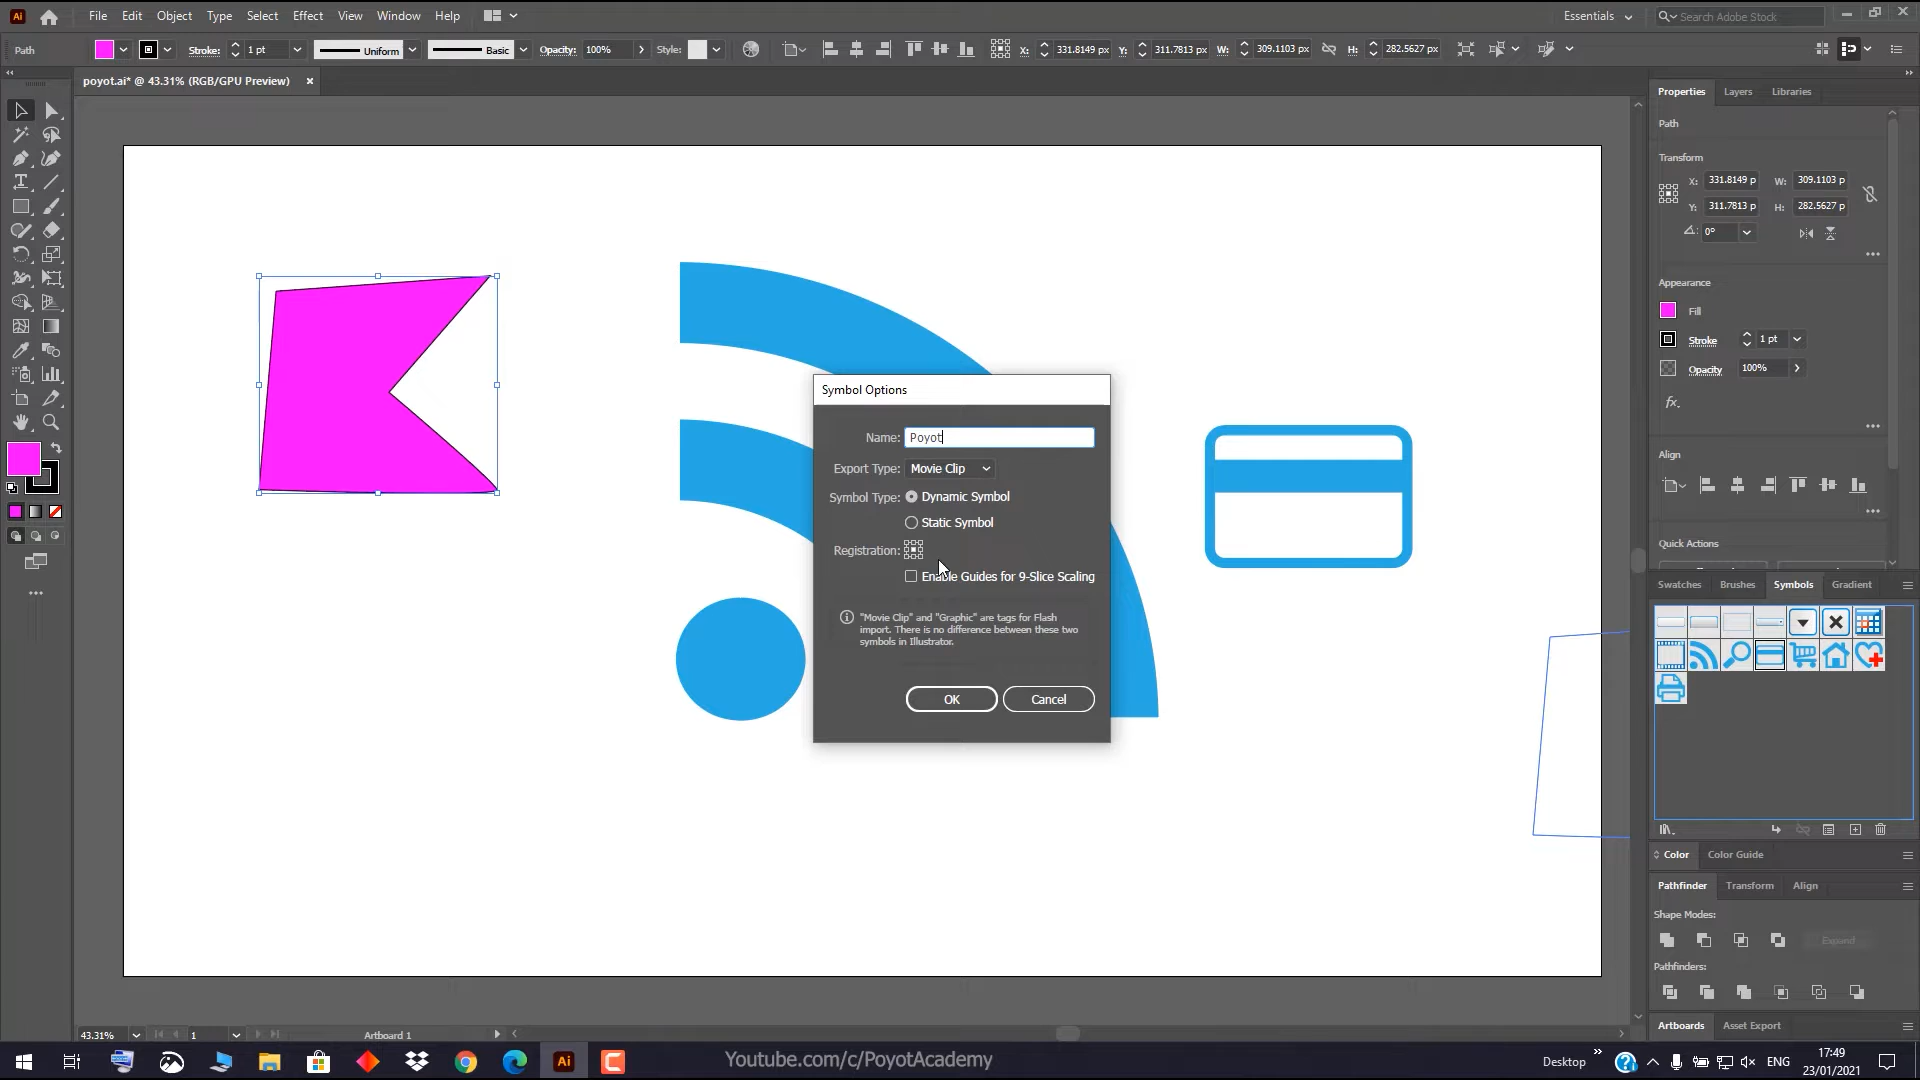 Ai File Edit Object Type Select Effect View Window Help Essentials Search Adobe Stock
Path Stroke: 1 pt Uniform Basic Opacity: 100% Style: X: 331.8149 px Y: 311.7813 px W: 309.1103 px H: 282.5627 px
poyot.ai* @ 43.31% (RGB/GPU Preview)
Properties Layers Libraries
Path
Transform
X: 331.8149 p W: 309.1103 p
Y: 311.7813 p H: 282.5627 p
0°
Appearance
Fill
Stroke 1 pt
Opacity 100%
fx.
Align
Quick Actions
Swatches Brushes Symbols Gradient
Color Color Guide
Pathfinder Transform Align
Shape Modes:
Expand
Pathfinders:
Artboards Asset Export
Symbol Options
Name: Poyot
Export Type: Movie Clip
Symbol Type: Dynamic Symbol
Static Symbol
Registration:
Enable Guides for 9-Slice Scaling
"Movie Clip" and "Graphic" are tags for Flash
import. There is no difference between these two
symbols in Illustrator.
OK Cancel
43.31% 1 Artboard 1
Youtube.com/c/PoyotAcademy
Desktop ENG 17:49
23/01/2021